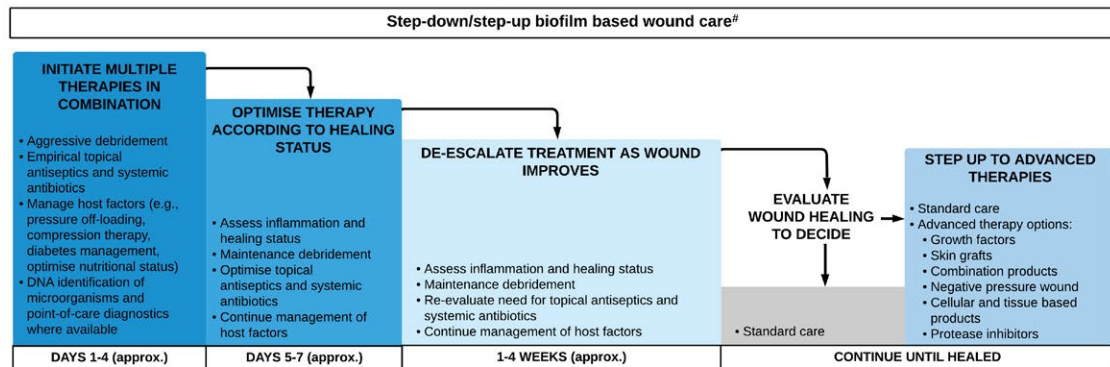 Step-down/step-up biofilm based wound care#
INITIATE MULTIPLE
THERAPIES IN
COMBINATION
• Aggressive debridement
• Empirical topical
antiseptics and systemic
antibiotics
• Manage host factors (e.g.,
pressure off-loading,
compression therapy,
diabetes management,
optimise nutritional status)
• DNA identification of
microorganisms and
point-of-care diagnostics
where available
DAYS 1-4 (approx.)
OPTIMISE THERAPY
ACCORDING TO HEALING
STATUS
• Assess inflammation and
healing status
• Maintenance debridement
• Optimise topical
antiseptics and systemic
antibiotics
• Continue management of
host factors
DAYS 5-7 (approx.)
DE-ESCALATE TREATMENT AS WOUND
IMPROVES
• Assess inflammation and healing status
• Maintenance debridement
• Re-evaluate need for topical antiseptics and
systemic antibiotics
• Continue management of host factors
1-4 WEEKS (approx.)
EVALUATE
WOUND HEALING
TO DECIDE
• Standard care
STEP UP TO ADVANCED
THERAPIES
• Standard care
• Advanced therapy options:
• Growth factors
• Skin grafts
• Combination products
• Negative pressure wound
• Cellular and tissue based
products
• Protease inhibitors
CONTINUE UNTIL HEALED